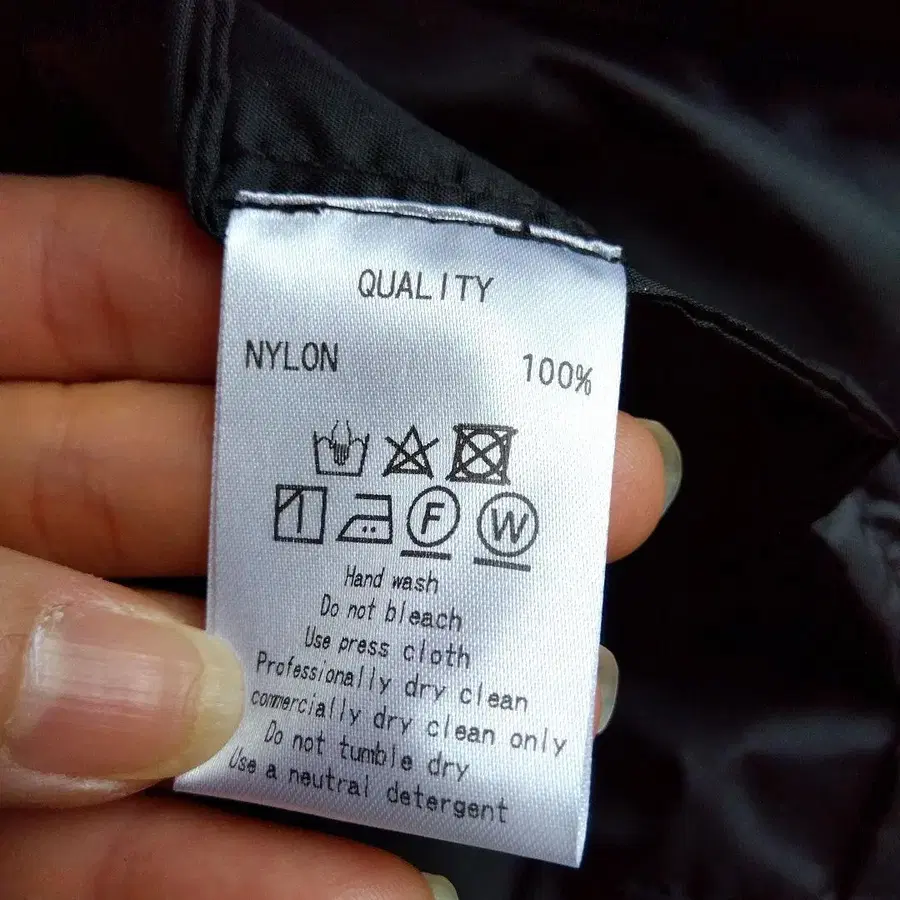 QUALITY
NYLON 100%
F W
Hand wash
Do not bleach
Use press cloth
Professionally dry clean
commercially dry clean only
Do not tumble dry
Use a neutral detergent